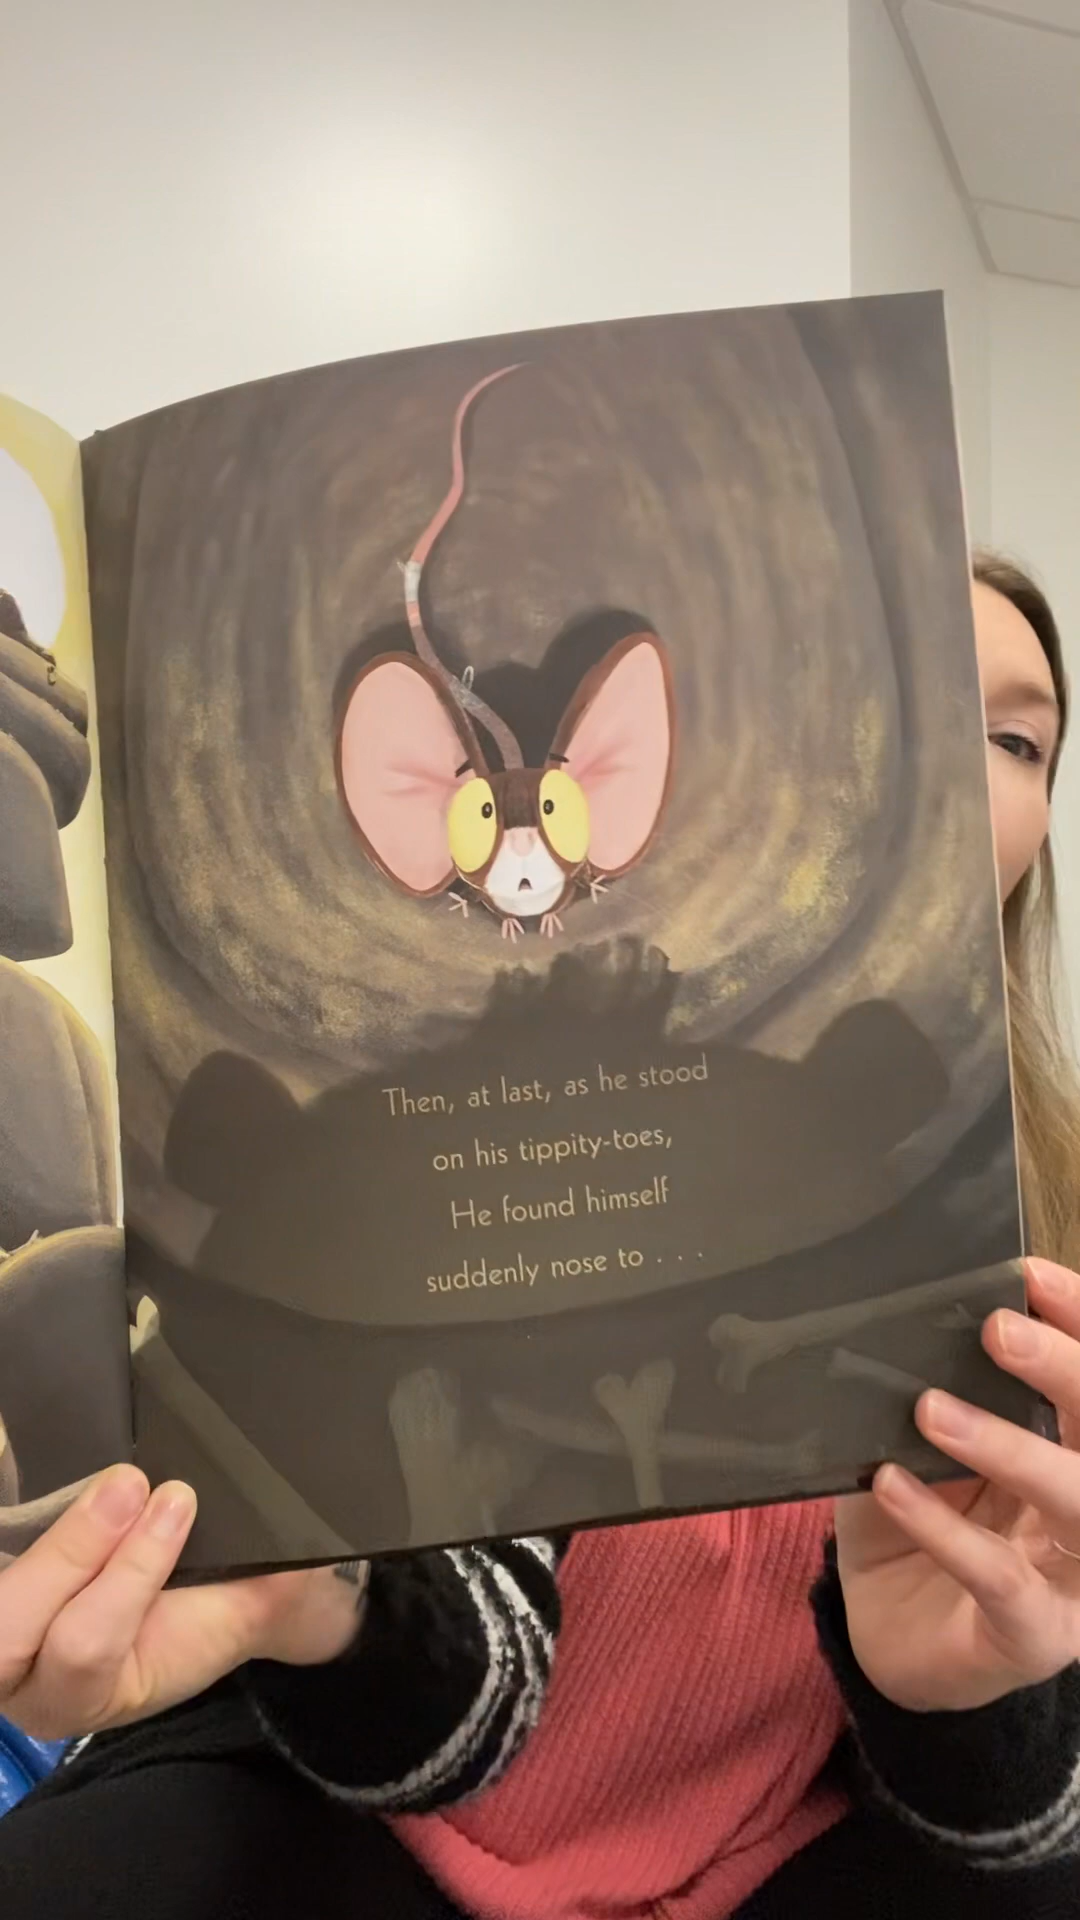 Then, at last, as he stood
on his tippity-toes,
He found himself
suddenly nose to . . .